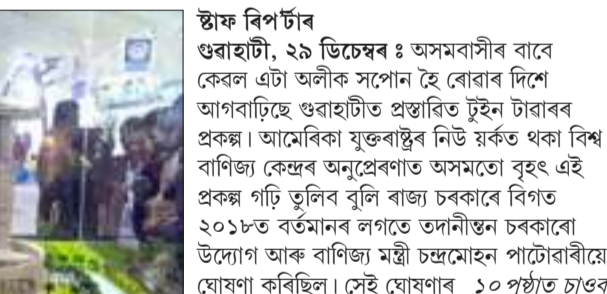 ষ্টাফ ৰিপৰ্টাৰ
গুৱাহাটী, ২৯ ডিচেম্বৰ ঃ অসমবাসীৰ বাবে
কেৱল এটা অলীক সপোন হৈ ৰোৱাৰ দিশে
আগবাঢ়িছে গুৱাহাটীত প্ৰস্তাৱিত টুইন টাৱাৰৰ
প্ৰকল্প। আমেৰিকা যুক্তৰাষ্ট্ৰৰ নিউ য়ৰ্কত থকা বিশ্ব
বাণিজ্য কেন্দ্ৰৰ অনুপ্ৰেৰণাত অসমতো বৃহৎ এই
প্ৰকল্প গঢ়ি তুলিব বুলি ৰাজ্য চৰকাৰে বিগত
২০১৮ত বৰ্তমানৰ লগতে তদানীন্তন চৰকাৰো
উদ্যোগ আৰু বাণিজ্য মন্ত্ৰী চন্দ্ৰমোহন পাটোৱাৰীয়ে
ঘোষণা কৰিছিল। সেই ঘোষণাৰ ১০ পৃষ্ঠাত চাওক